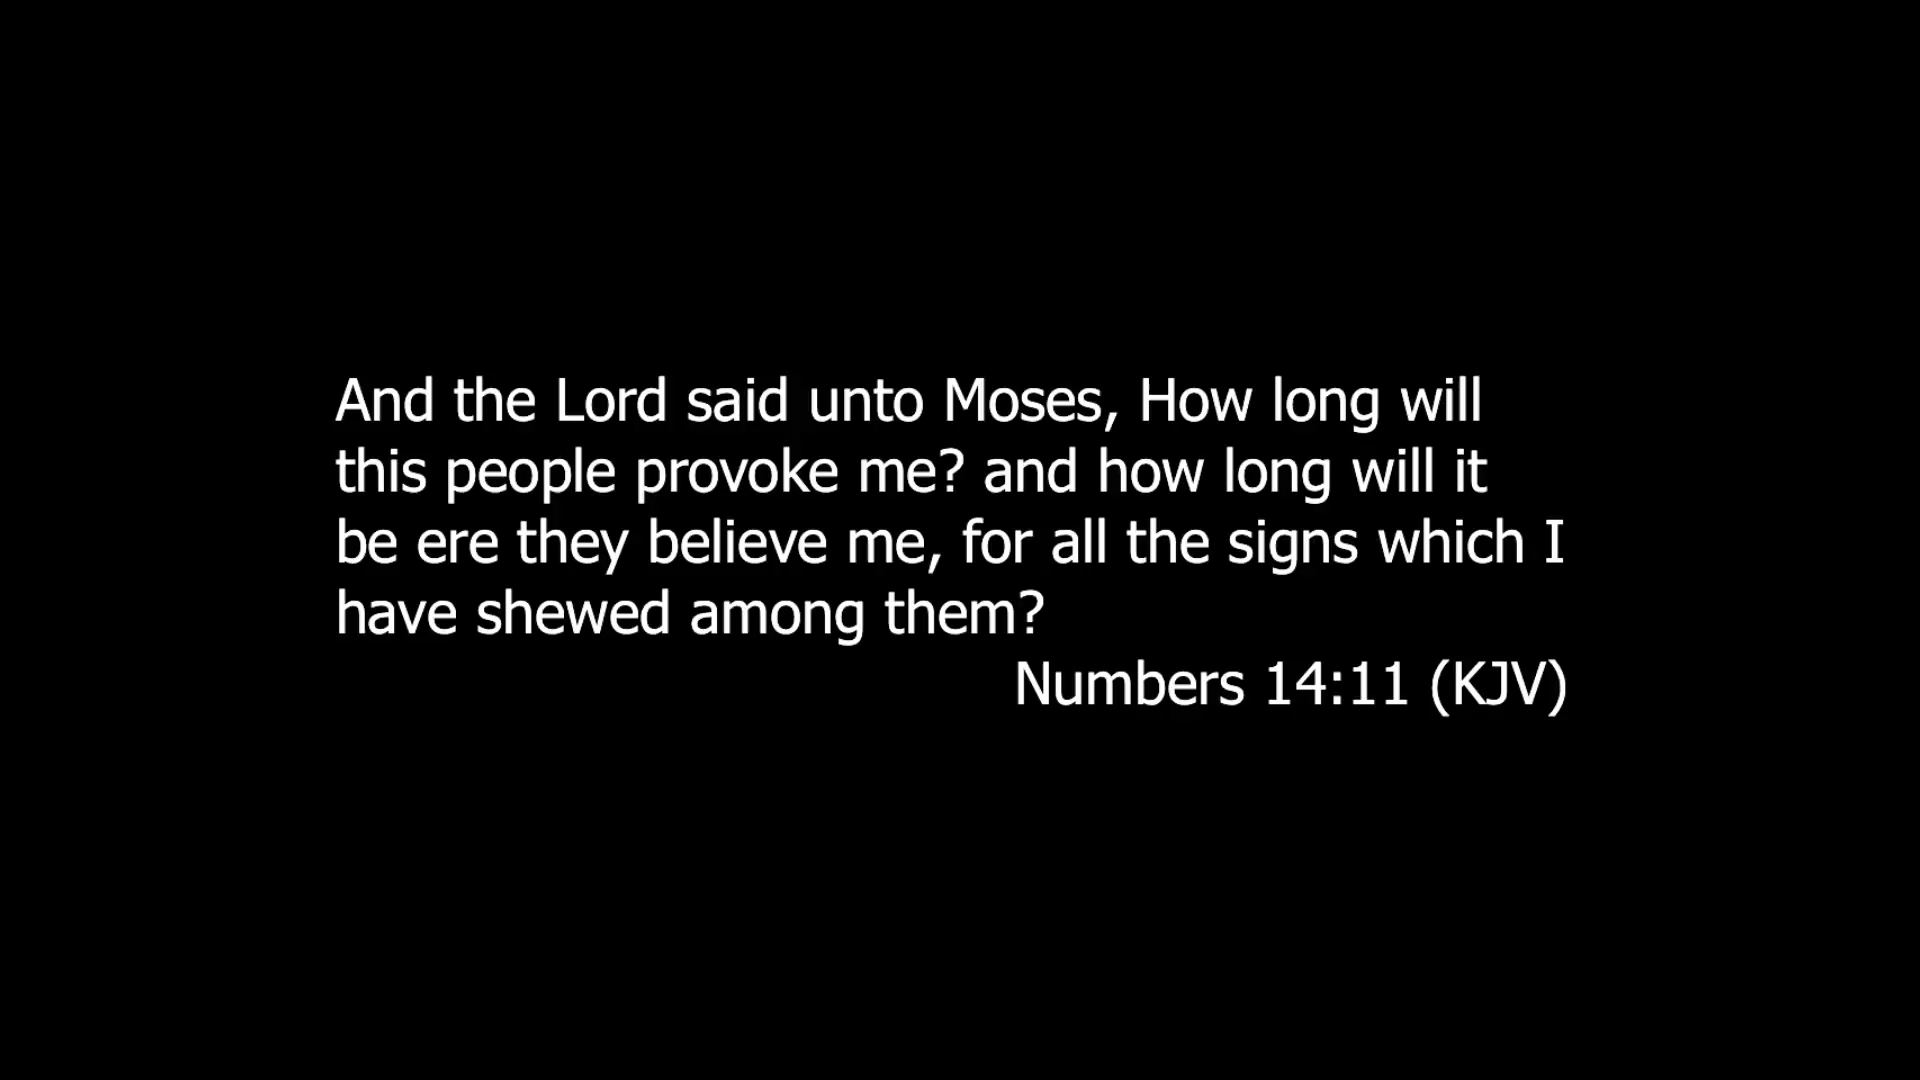 And the Lord said unto Moses, How long will
this people provoke me? and how long will it
be ere they believe me, for all the signs which I
have shewed among them?
Numbers 14:11 (KJV)